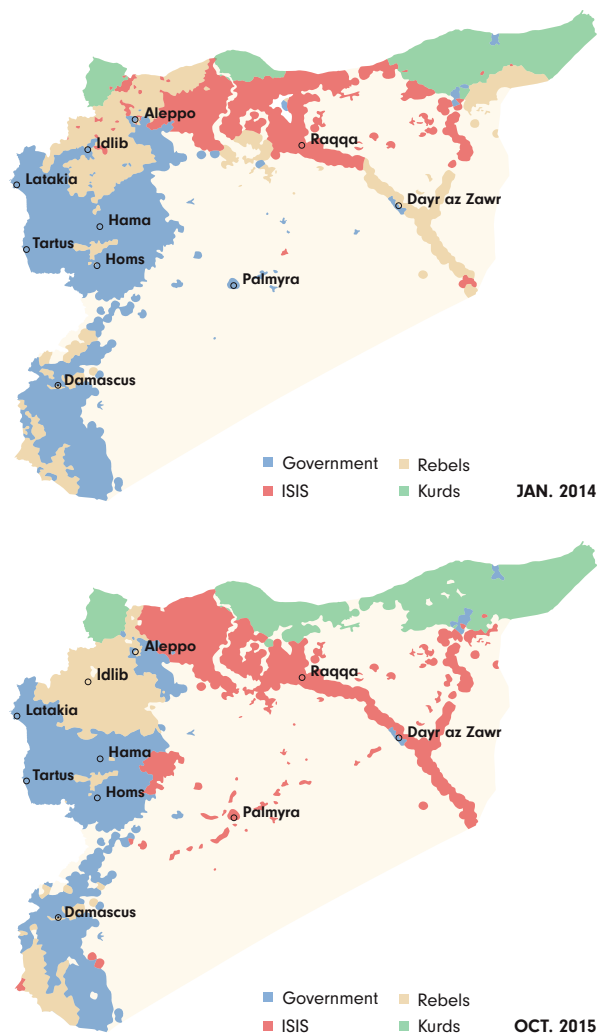 Aleppo
Idlib
Raqqa
Latakia
Dayr az Zawr
Hama
Tartus
Homs
Palmyra
Damascus
Government
Rebels
ISIS
Kurds
JAN. 2014
Aleppo
Idlib
Raqqa
Latakia
Dayr az Zawr
Hama
Tartus
Homs
Palmyra
Damascus
Government
Rebels
ISIS
Kurds
OCT. 2015